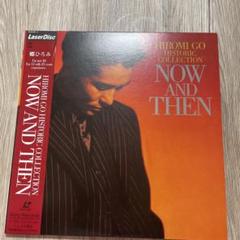 LaserDisc
郷ひろみ
HIROMI GO HISTORIC COLLECTION
NOW AND THEN
HIROMI GO
HISTORIC
COLLECTION
NOW
AND
THEN